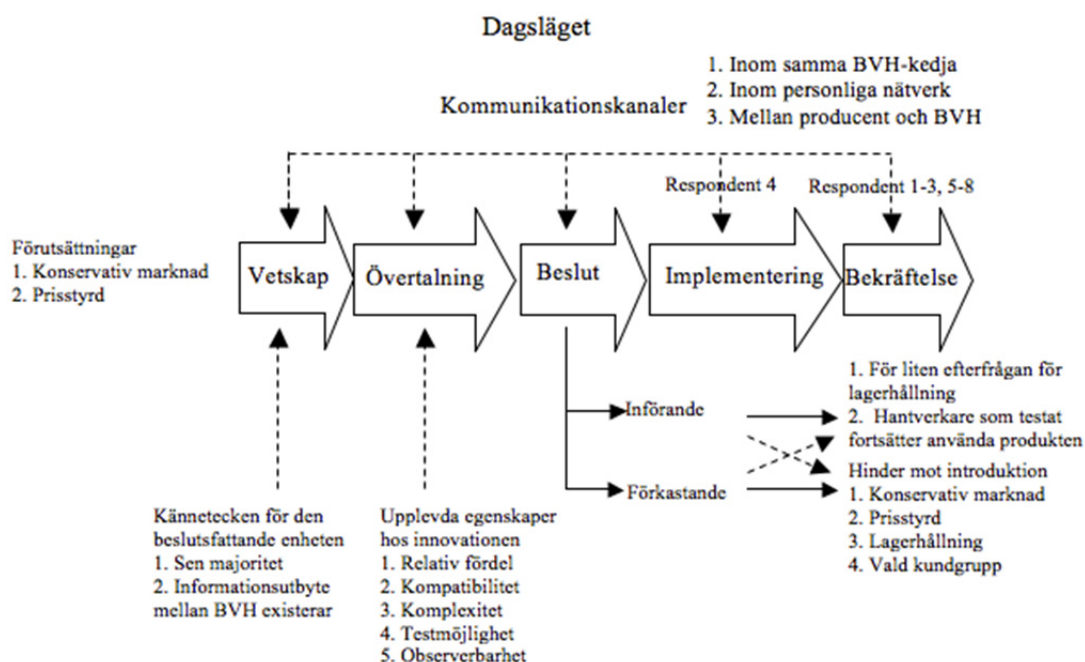 Dagsläget
Kommunikationskanaler
1. Inom samma BVH-kedja
2. Inom personliga nätverk
3. Mellan producent och BVH
Respondent 4
Respondent 1-3, 5-8
Förutsättningar
1. Konservativ marknad
2. Prisstyrd
Vetskap
Övertalning
Beslut
Implementering
Bekräftelse
Införande
Förkastande
1. För liten efterfrågan för
lagerhållning
2. Hantverkare som testat
fortsätter använda produkten
Hinder mot introduktion
1. Konservativ marknad
2. Prisstyrd
3. Lagerhållning
4. Vald kundgrupp
Kännetecken för den
beslutsfattande enheten
1. Sen majoritet
2. Informationsutbyte
mellan BVH existerar
Upplevda egenskaper
hos innovationen
1. Relativ fördel
2. Kompatibilitet
3. Komplexitet
4. Testmöjlighet
5. Observerbarhet